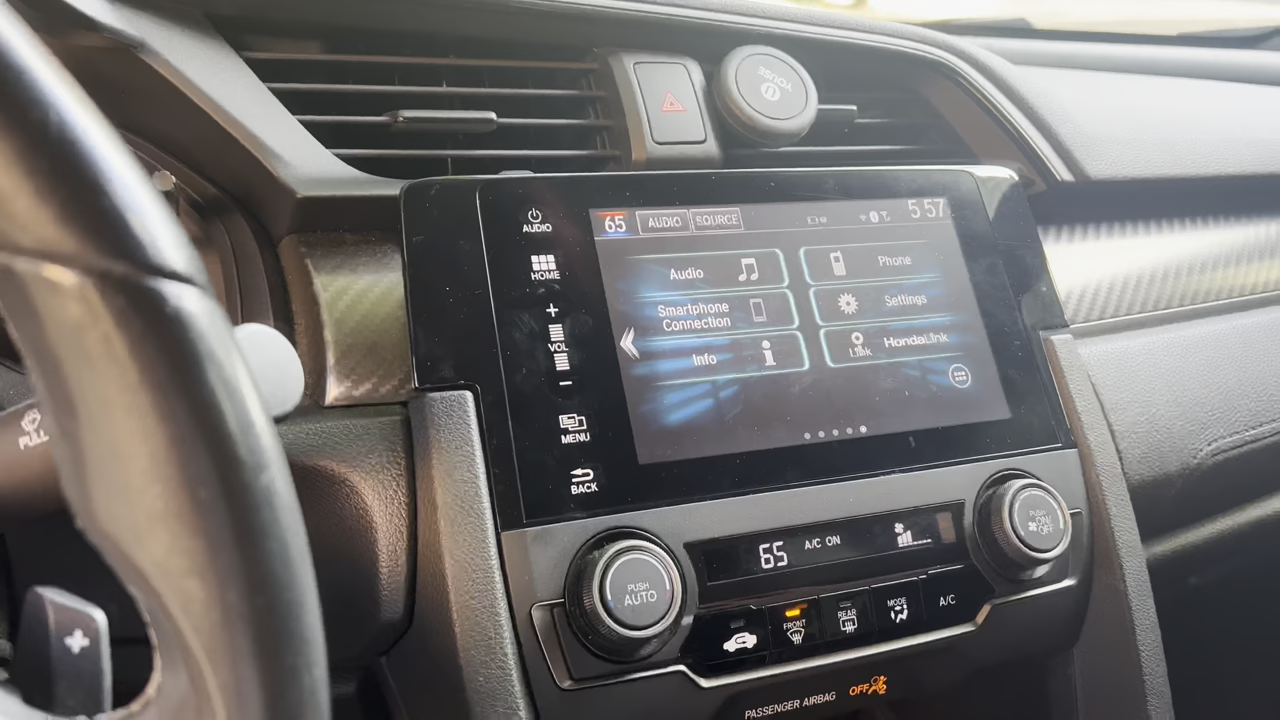 YOUSE
AUDIO
65
AUDIO
SOURCE
5 57
HOME
Audio
Phone
+
VOL
-
Smartphone
Connection
Settings
Info
Link
HondaLink
MENU
BACK
PULL
+
PUSH
AUTO
65
A/C ON
PUSH
ON/
OFF
FRONT
REAR
MODE
A/C
PASSENGER AIRBAG
OFF
2